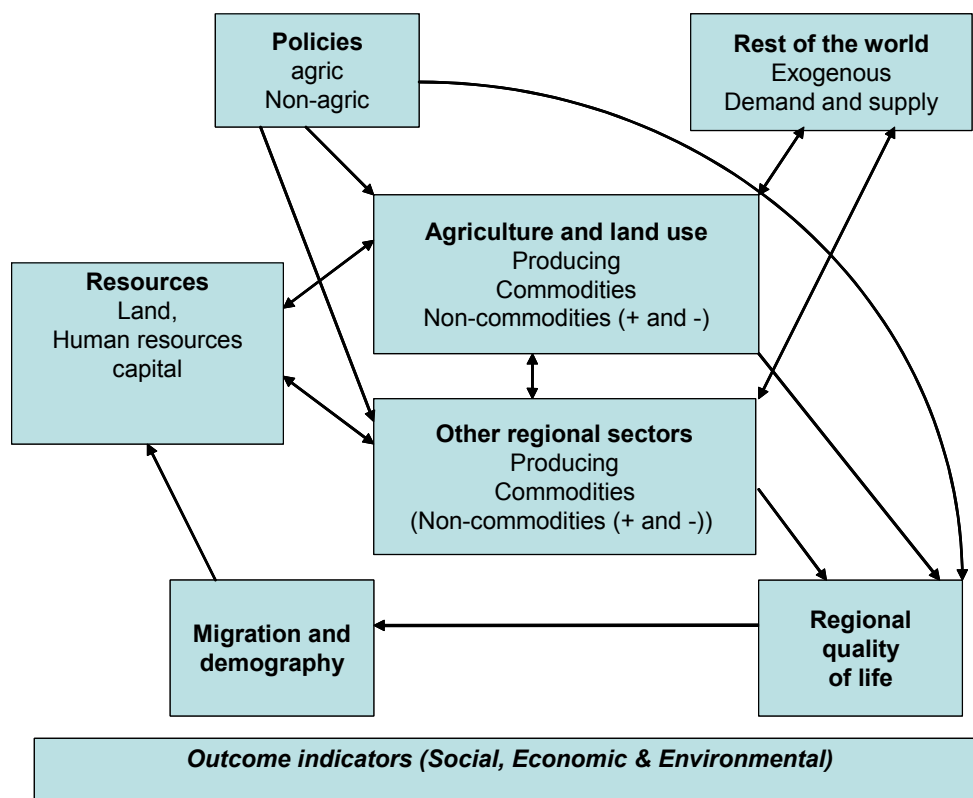 Policies
agric
Non-agric
Rest of the world
Exogenous
Demand and supply
Agriculture and land use
Producing
Commodities
Non-commodities (+ and -)
Resources
Land,
Human resources
capital
Other regional sectors
Producing
Commodities
(Non-commodities (+ and -))
Migration and
demography
Regional
quality
of life
Outcome indicators (Social, Economic & Environmental)